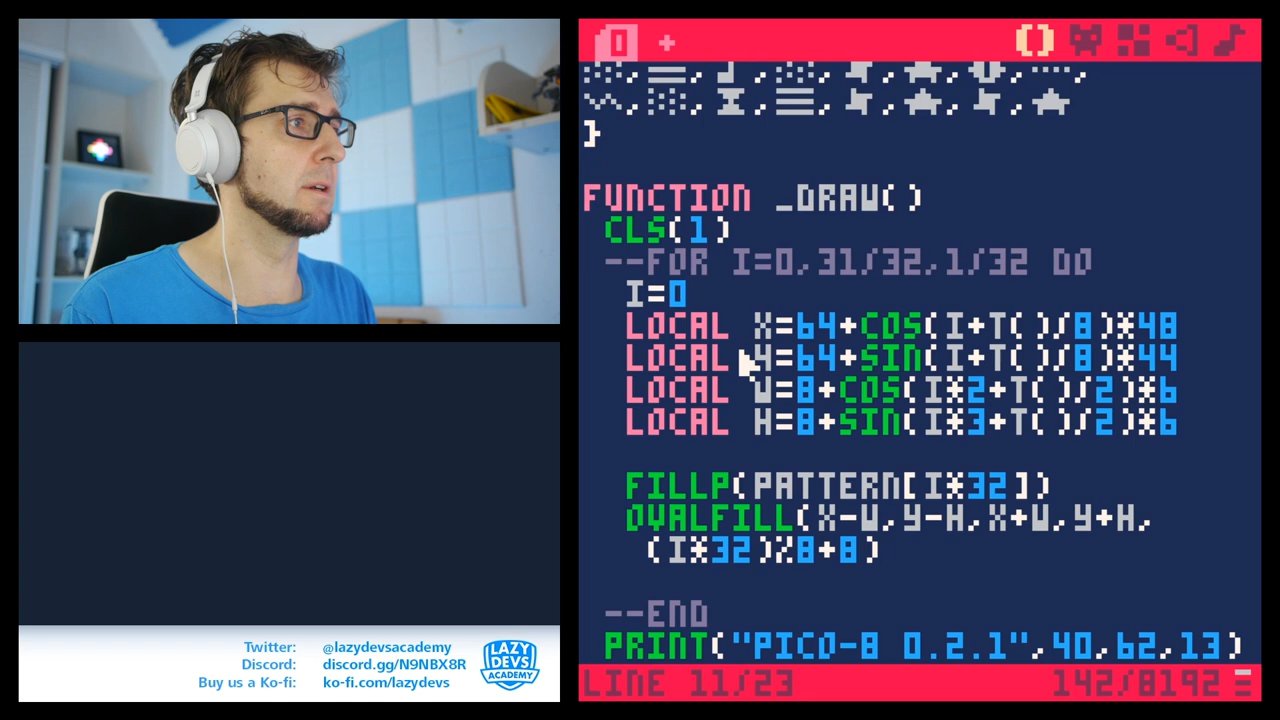 }
FUNCTION _DRAW()
CLS(1)
--FOR I=0,31/32,1/32 DO
I=0
LOCAL X=64+COS(I+T()/8)*48
LOCAL Y=64+SIN(I+T()/8)*44
LOCAL W=8+COS(I*2+T()/2)*6
LOCAL H=8+SIN(I*3+T()/2)*6
FILLP(PATTERN[I*32])
OVALFILL(X-W,Y-H,X+W,Y+H,
(I*32)%8+8)
--END
PRINT("PICO-8 0.2.1",40,62,13)
LINE 11/23
142/8192
Twitter: @lazydevsacademy
Discord: discord.gg/N9NBX8R
Buy us a Ko-fi: ko-fi.com/lazydevs
LAZY
DEVS
ACADEMY